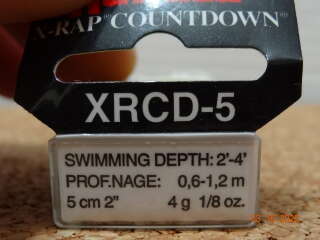 X-RAP® COUNTDOWN®
XRCD-5
SWIMMING DEPTH: 2'-4'
PROF.NAGE: 0,6-1,2 m
5 cm 2" 4 g 1/8 oz.